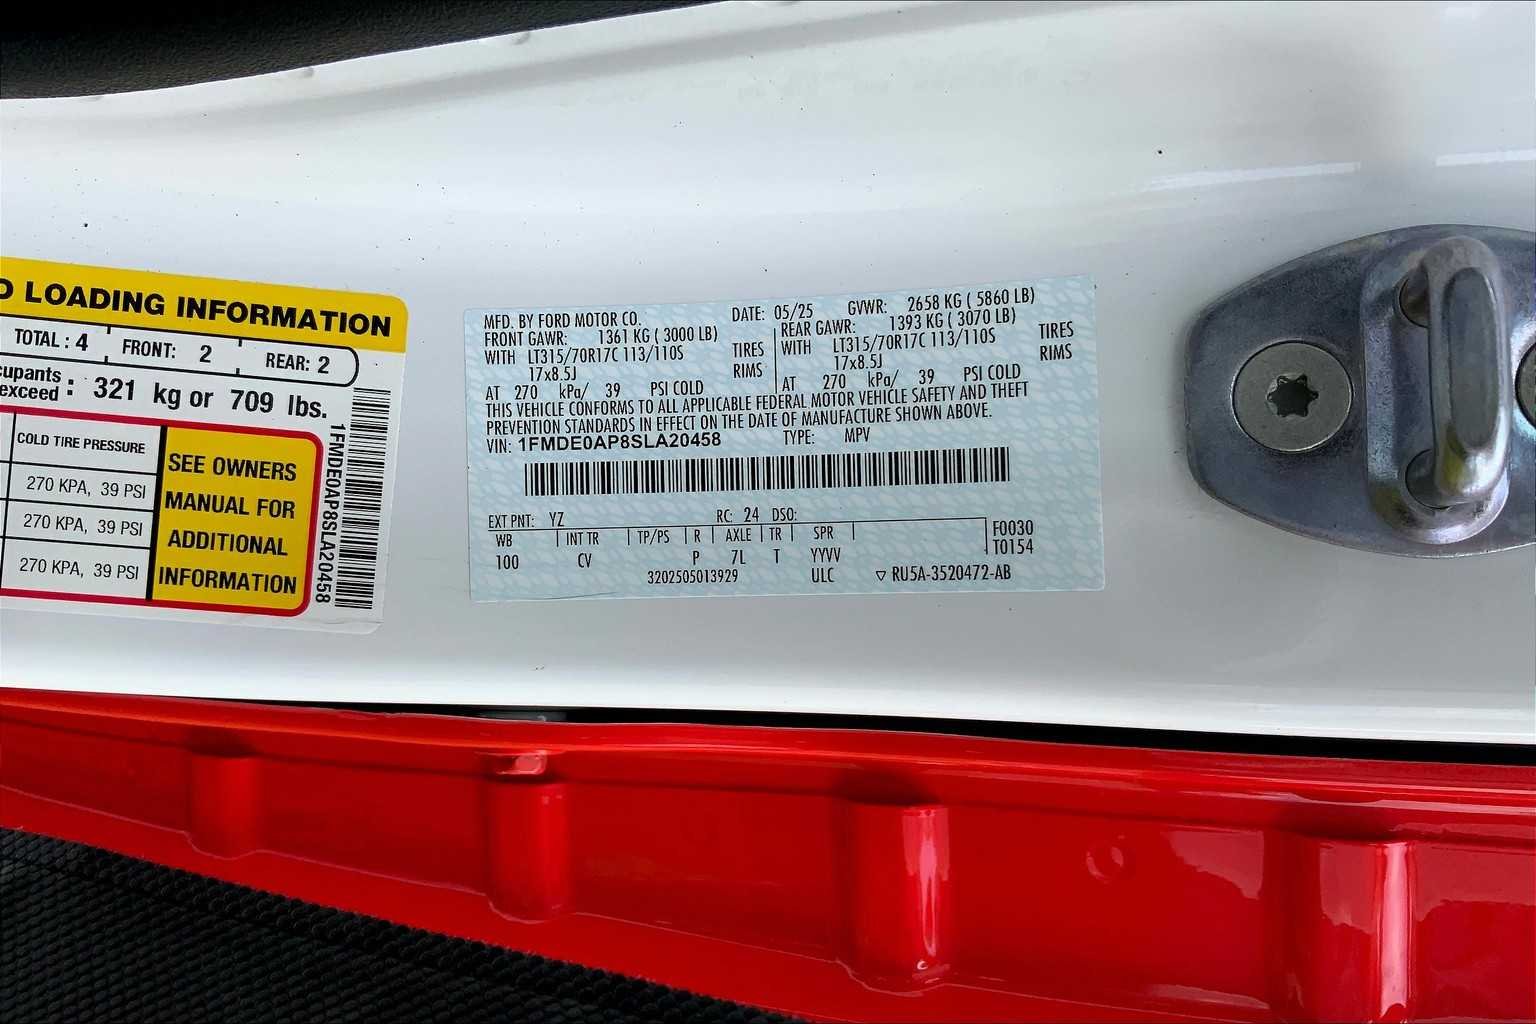 LOADING INFORMATION
TOTAL : 4 FRONT: 2 REAR: 2
exceed : 321 kg or 709 lbs.
COLD TIRE PRESSURE
270 KPA, 39 PSI
270 KPA, 39 PSI
270 KPA, 39 PSI
SEE OWNERS
MANUAL FOR
ADDITIONAL
INFORMATION
1FMDE0AP8SLA20458
MFD. BY FORD MOTOR CO. DATE: 05/25 GVWR: 2658 KG ( 5860 LB)
FRONT GAWR: 1361 KG ( 3000 LB) REAR GAWR: 1393 KG ( 3070 LB)
WITH LT315/70R17C 113/110S TIRES WITH LT315/70R17C 113/110S TIRES
17x8.5J RIMS 17x8.5J RIMS
AT 270 kPa/ 39 PSI COLD AT 270 kPa/ 39 PSI COLD
THIS VEHICLE CONFORMS TO ALL APPLICABLE FEDERAL MOTOR VEHICLE SAFETY AND THEFT
PREVENTION STANDARDS IN EFFECT ON THE DATE OF MANUFACTURE SHOWN ABOVE.
VIN: 1FMDE0AP8SLA20458 TYPE: MPV
EXT PNT: YZ RC: 24 DSO:
WB INT TR TP/PS R AXLE TR SPR F0030
100 CV P 7L T YYVV T0154
3202505013929 ULC ▽ RU5A-3520472-AB